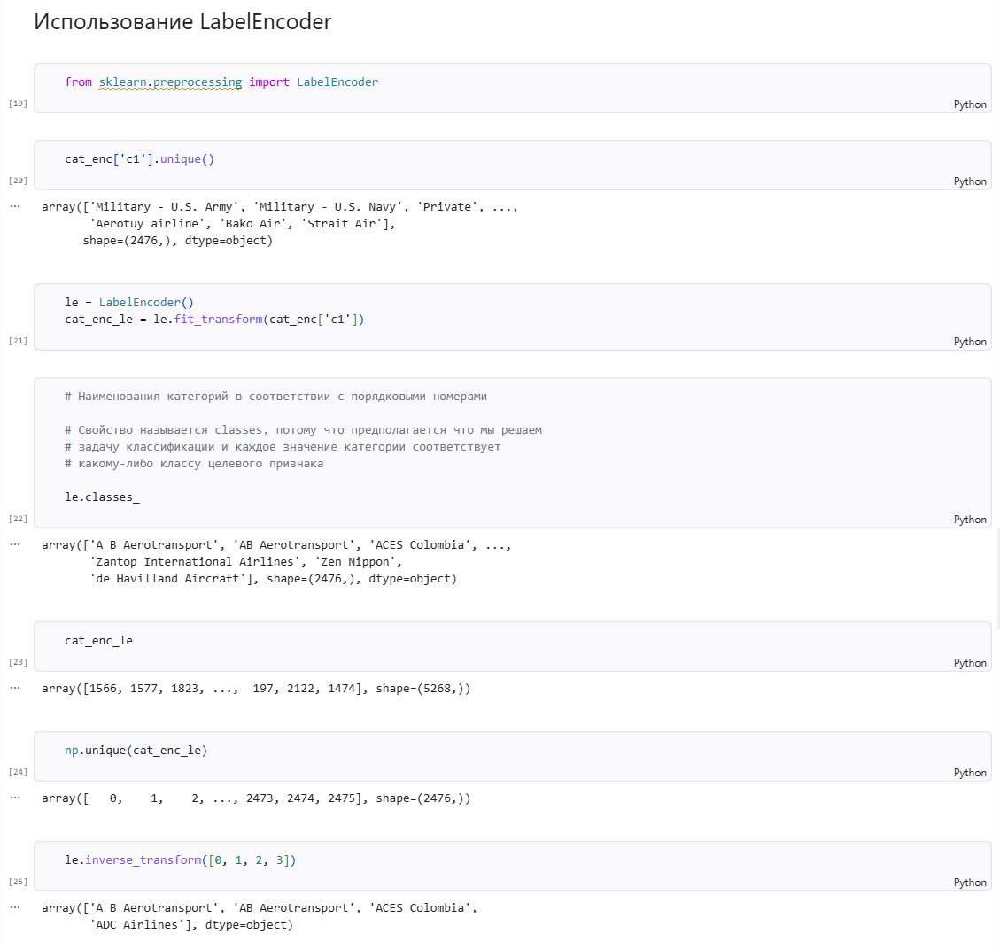 Использование LabelEncoder
from sklearn.preprocessing import LabelEncoder
[19]
Python
cat_enc['c1'].unique()
[20]
Python
... array(['Military - U.S. Army', 'Military - U.S. Navy', 'Private', ...,
'Aerotuy airline', 'Bako Air', 'Strait Air'],
shape=(2476,), dtype=object)
le = LabelEncoder()
cat_enc_le = le.fit_transform(cat_enc['c1'])
[21]
Python
# Наименования категорий в соответствии с порядковыми номерами
# Свойство называется classes, потому что предполагается что мы решаем
# задачу классификации и каждое значение категории соответствует
# какому-либо классу целевого признака
le.classes_
[22]
Python
... array(['A B Aerotransport', 'AB Aerotransport', 'ACES Colombia', ...,
'Zantop International Airlines', 'Zen Nippon',
'de Havilland Aircraft'], shape=(2476,), dtype=object)
cat_enc_le
[23]
Python
... array([1566, 1577, 1823, ..., 197, 2122, 1474], shape=(5268,))
np.unique(cat_enc_le)
[24]
Python
... array([ 0, 1, 2, ..., 2473, 2474, 2475], shape=(2476,))
le.inverse_transform([0, 1, 2, 3])
[25]
Python
... array(['A B Aerotransport', 'AB Aerotransport', 'ACES Colombia',
'ADC Airlines'], dtype=object)